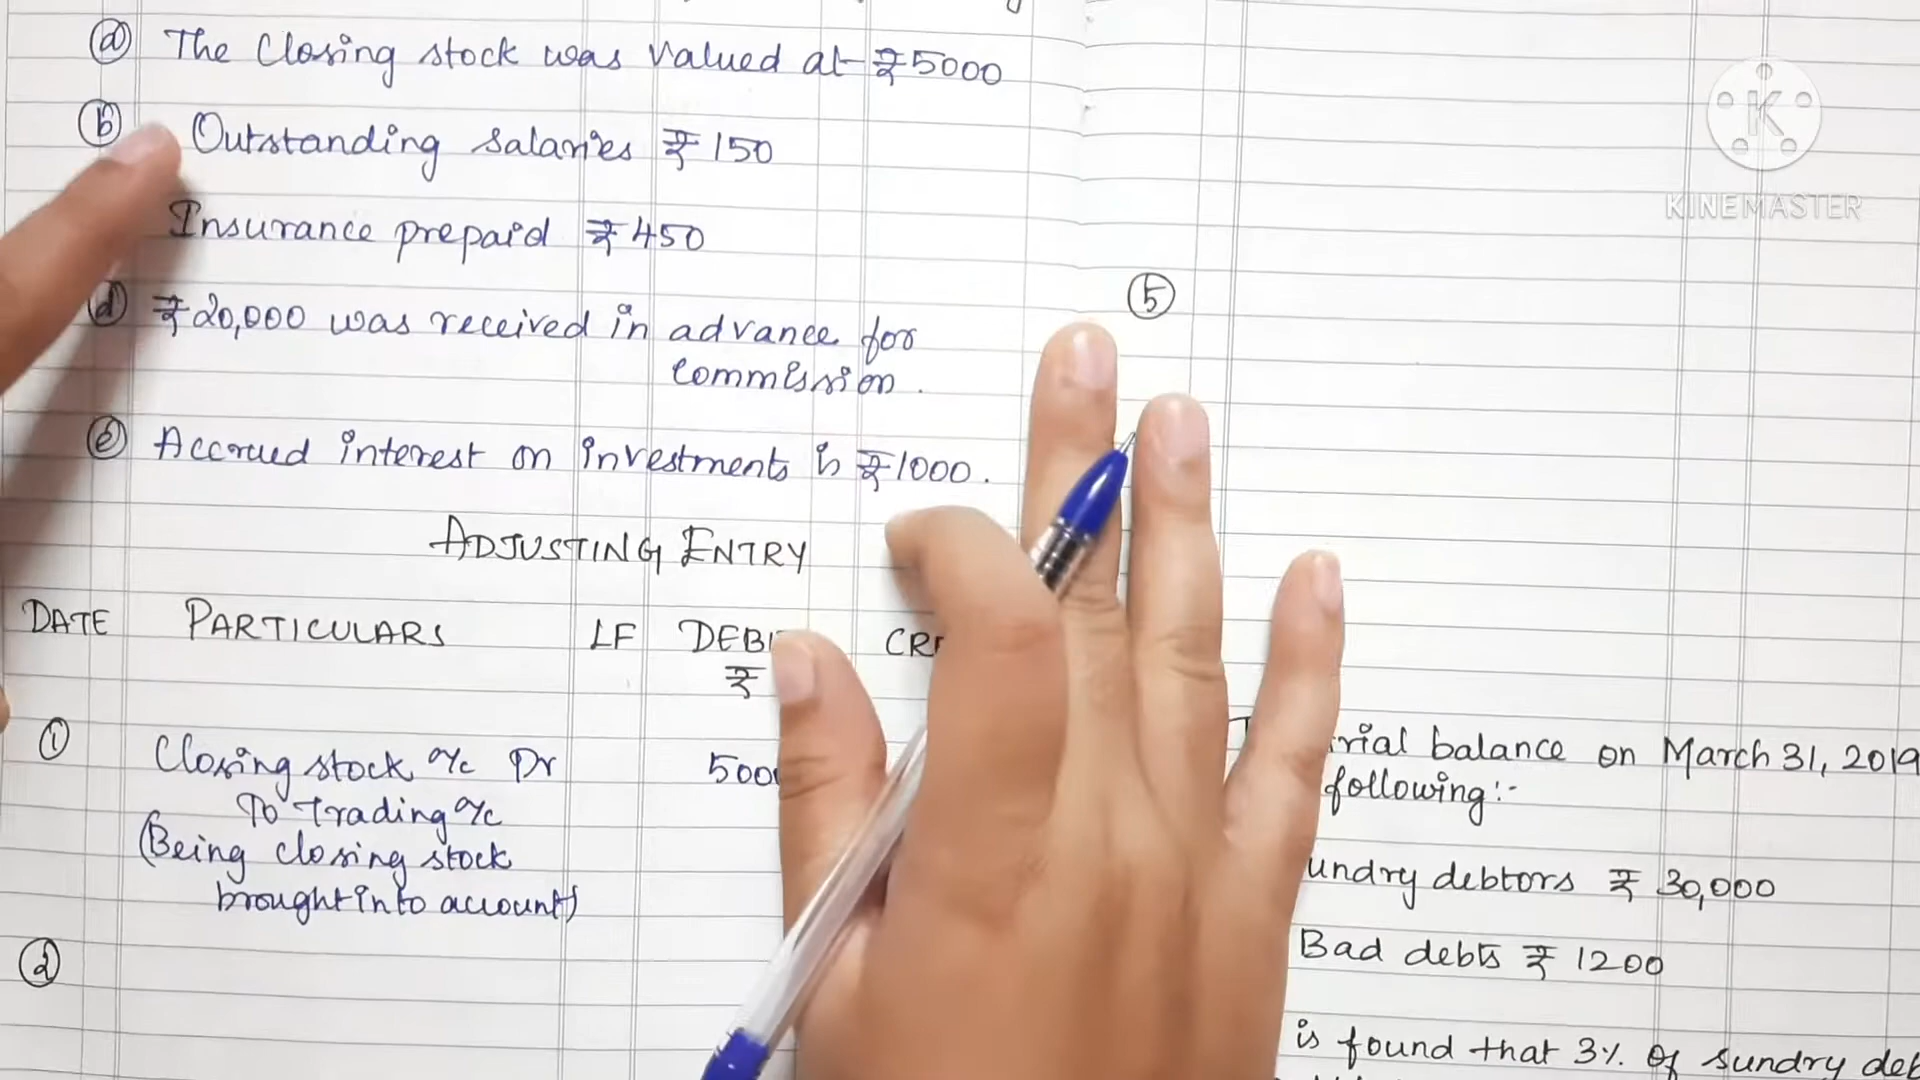 (a) The Closing stock was valued at ₹5000
(b) Outstanding salaries ₹150
Insurance prepaid ₹450
(d) ₹20,000 was received in advance for
commission.
(e) Accrued interest on investments is ₹1000.
ADJUSTING ENTRY
DATE PARTICULARS LF
₹
(1) Closing stock a/c Dr
To Trading a/c
(Being closing stock
brought into account)
(2)
(5)
balance on March 31, 2019
following:-
debtors ₹ 30,000
Bad debts ₹ 1200
is found that 3% of sundry
KINEMASTER